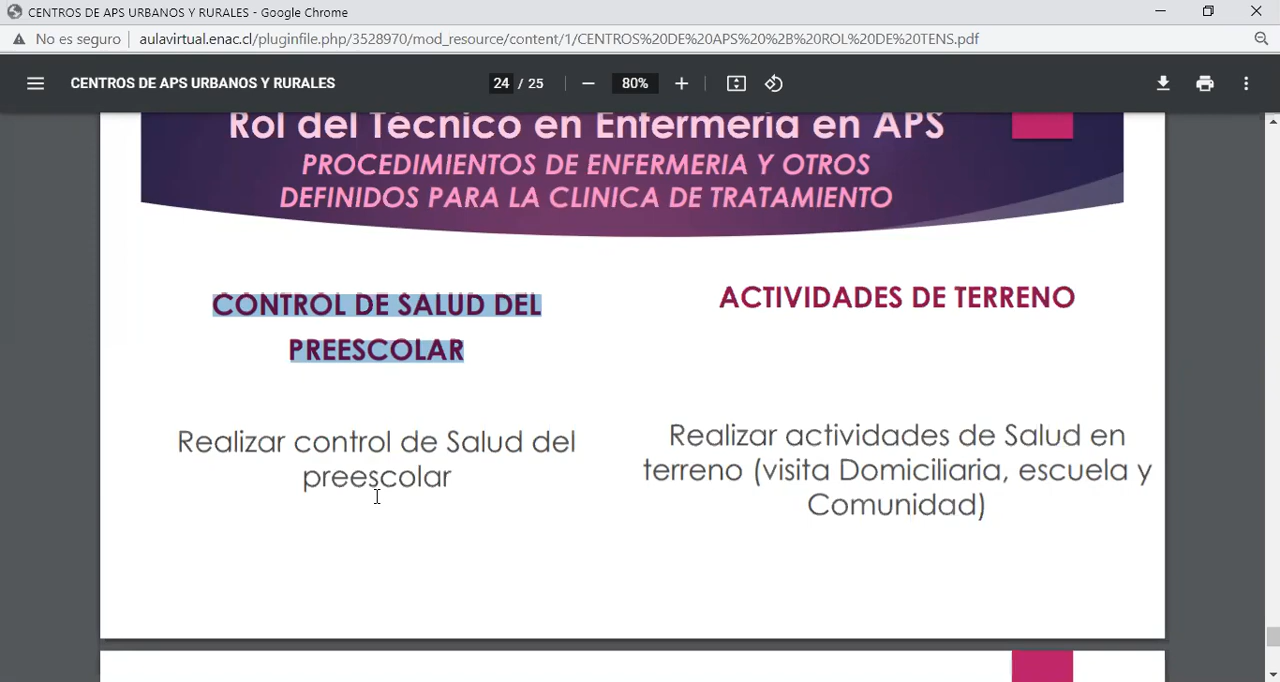 CENTROS DE APS URBANOS Y RURALES - Google Chrome
No es seguro aulavirtual.enac.cl/pluginfile.php/3528970/mod_resource/content/1/CENTROS%20DE%20APS%20%2B%20ROL%20DE%20TENS.pdf
CENTROS DE APS URBANOS Y RURALES 24 / 25 80%
Rol del Técnico en Enfermería en APS
PROCEDIMIENTOS DE ENFERMERIA Y OTROS
DEFINIDOS PARA LA CLINICA DE TRATAMIENTO
CONTROL DE SALUD DEL
PREESCOLAR
Realizar control de Salud del
preescolar
ACTIVIDADES DE TERRENO
Realizar actividades de Salud en
terreno (visita Domiciliaria, escuela y
Comunidad)